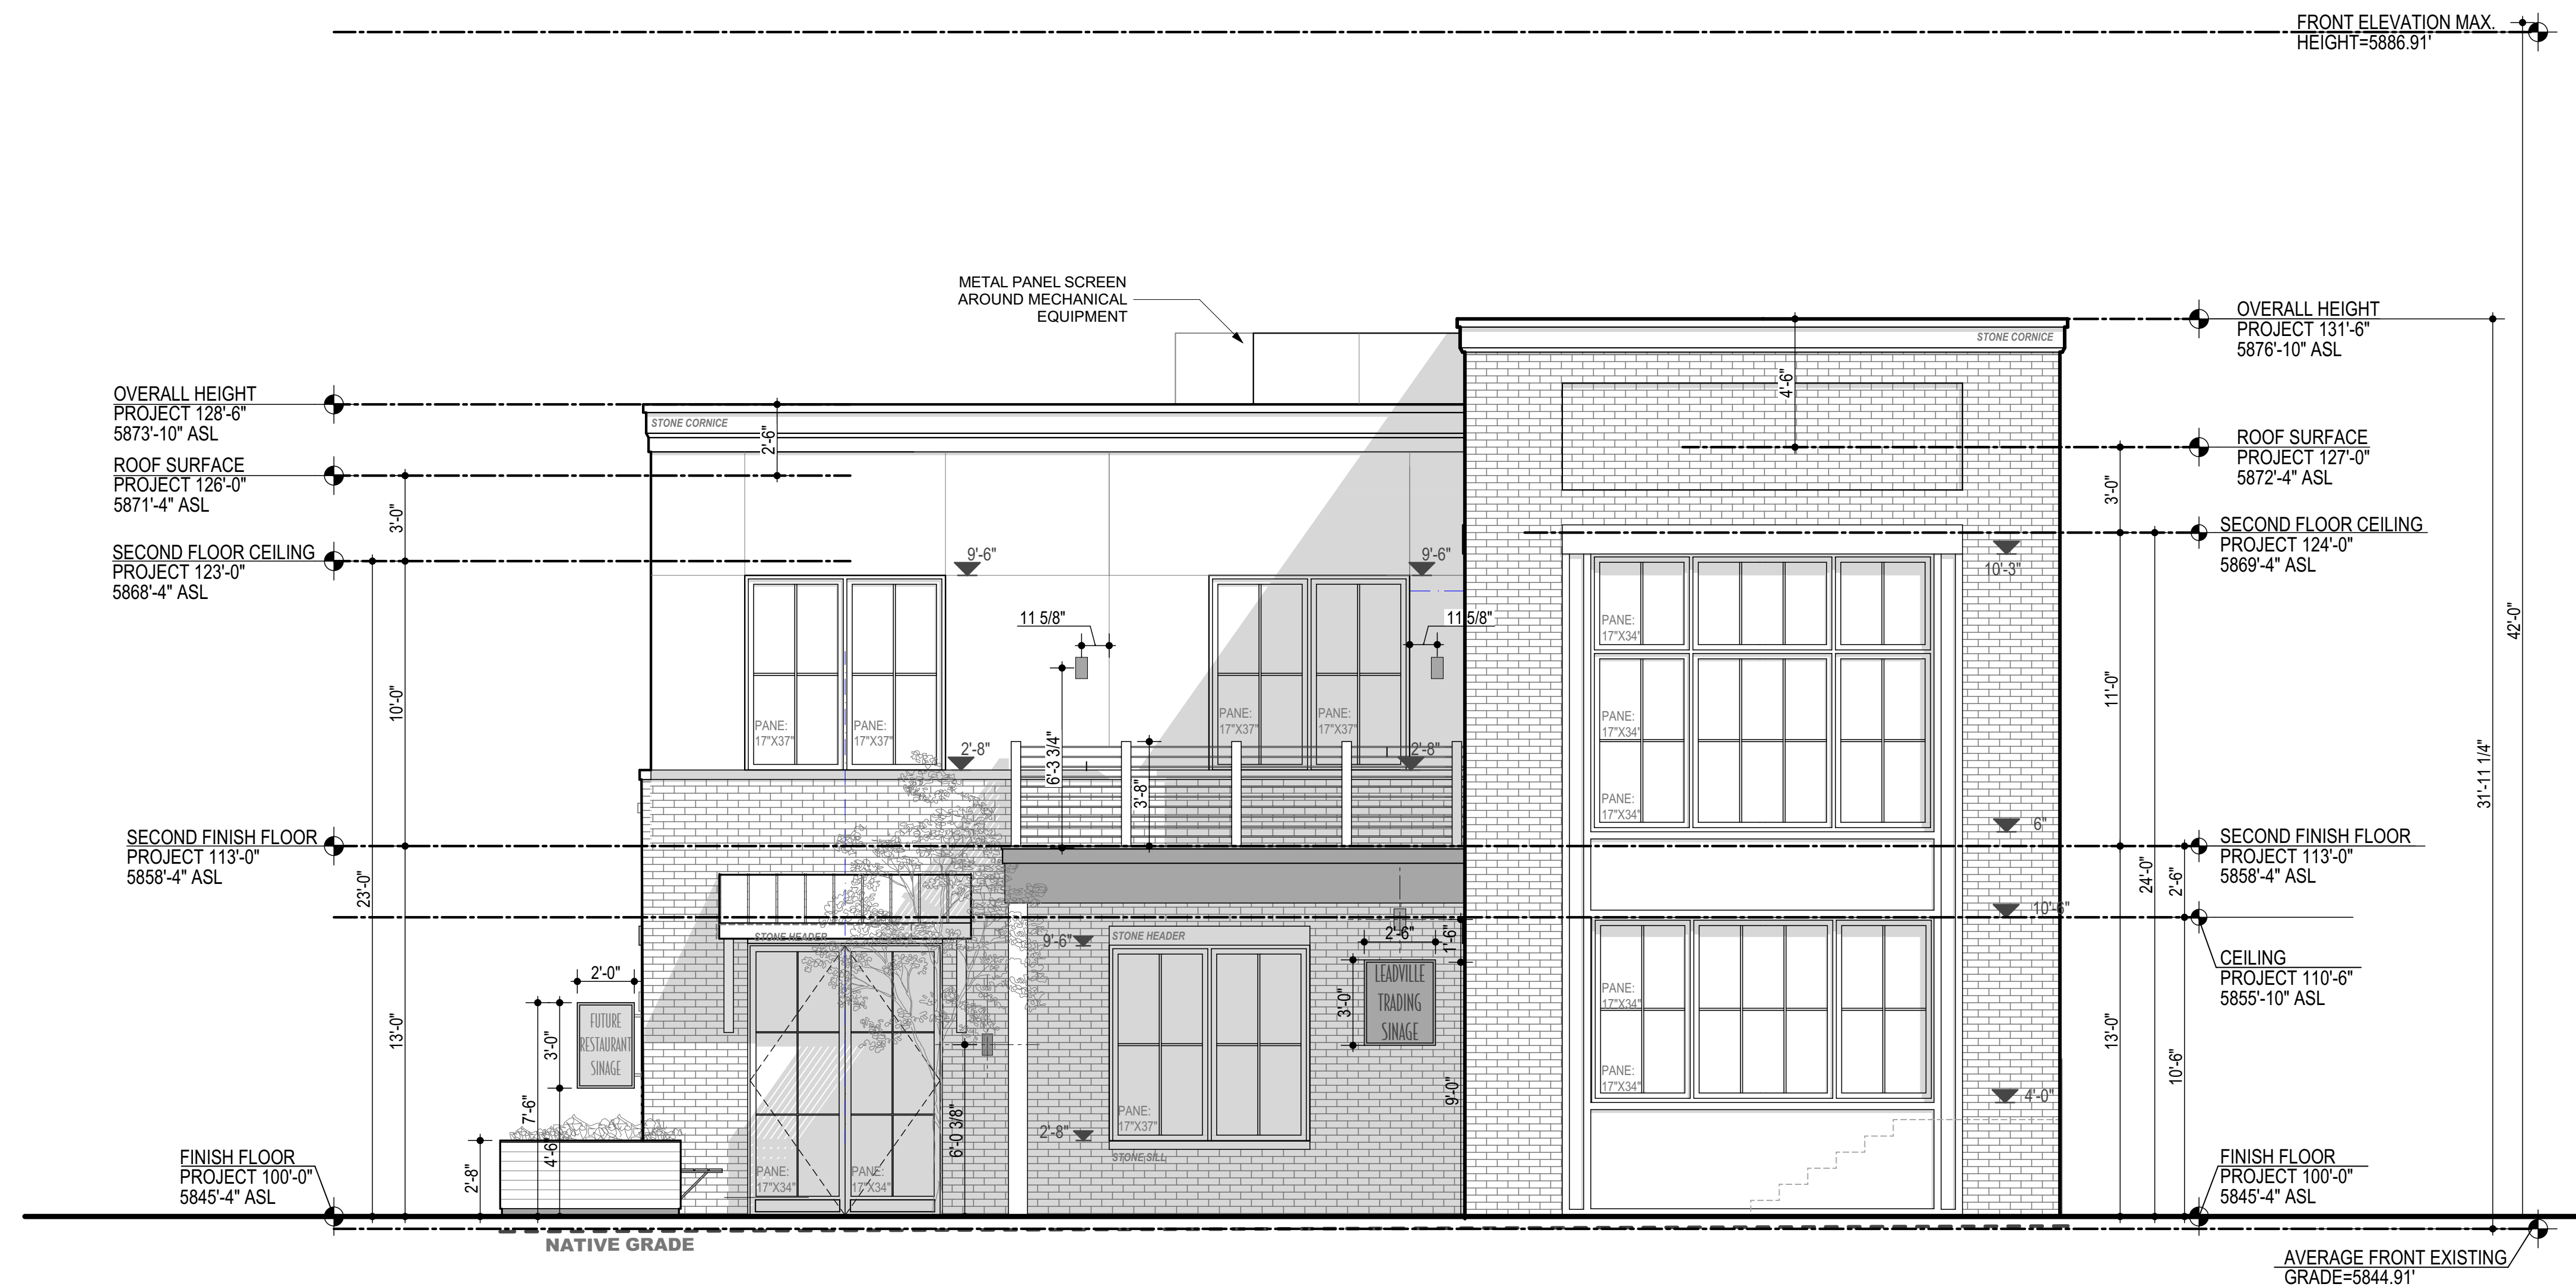 FRONT ELEVATION MAX.
HEIGHT=5886.91'
METAL PANEL SCREEN
AROUND MECHANICAL
EQUIPMENT
OVERALL HEIGHT
PROJECT 131'-6"
5876'-10" ASL
STONE CORNICE
4'-6"
OVERALL HEIGHT
PROJECT 128'-6"
5873'-10" ASL
STONE CORNICE
2'-6"
ROOF SURFACE
PROJECT 127'-0"
5872'-4" ASL
ROOF SURFACE
PROJECT 126'-0"
5871'-4" ASL
3'-0"
3'-0"
SECOND FLOOR CEILING
PROJECT 124'-0"
5869'-4" ASL
SECOND FLOOR CEILING
PROJECT 123'-0"
5868'-4" ASL
9'-6"
9'-6"
10'-3"
11 5/8"
11 5/8"
42'-0"
PANE:
17"X34"
10'-0"
11'-0"
PANE:
17"X37"
PANE:
17"X37"
PANE:
17"X37"
PANE:
17"X37"
PANE:
17"X34"
2'-8"
6'-3 3/4"
3'-8"
2'-8"
31'-11 1/4"
PANE:
17"X34"
6"
SECOND FINISH FLOOR
PROJECT 113'-0"
5858'-4" ASL
SECOND FINISH FLOOR
PROJECT 113'-0"
5858'-4" ASL
23'-0"
24'-0"
2'-6"
10'-6"
STONE HEADER
9'-6"
STONE HEADER
2'-6"
1'-6"
CEILING
PROJECT 110'-6"
5855'-10" ASL
2'-0"
LEADVILLE
TRADING
SINAGE
3'-0"
PANE:
17"X34"
13'-0"
3'-0"
FUTURE
RESTAURANT
SINAGE
13'-0"
10'-6"
PANE:
17"X34"
9'-0"
4'-0"
7'-6"
4'-6"
PANE:
17"X37"
2'-8"
6'-0 3/8"
STONE SILL
2'-8"
PANE:
17"X34"
PANE:
17"X34"
FINISH FLOOR
PROJECT 100'-0"
5845'-4" ASL
FINISH FLOOR
PROJECT 100'-0"
5845'-4" ASL
NATIVE GRADE
AVERAGE FRONT EXISTING
GRADE=5844.91'